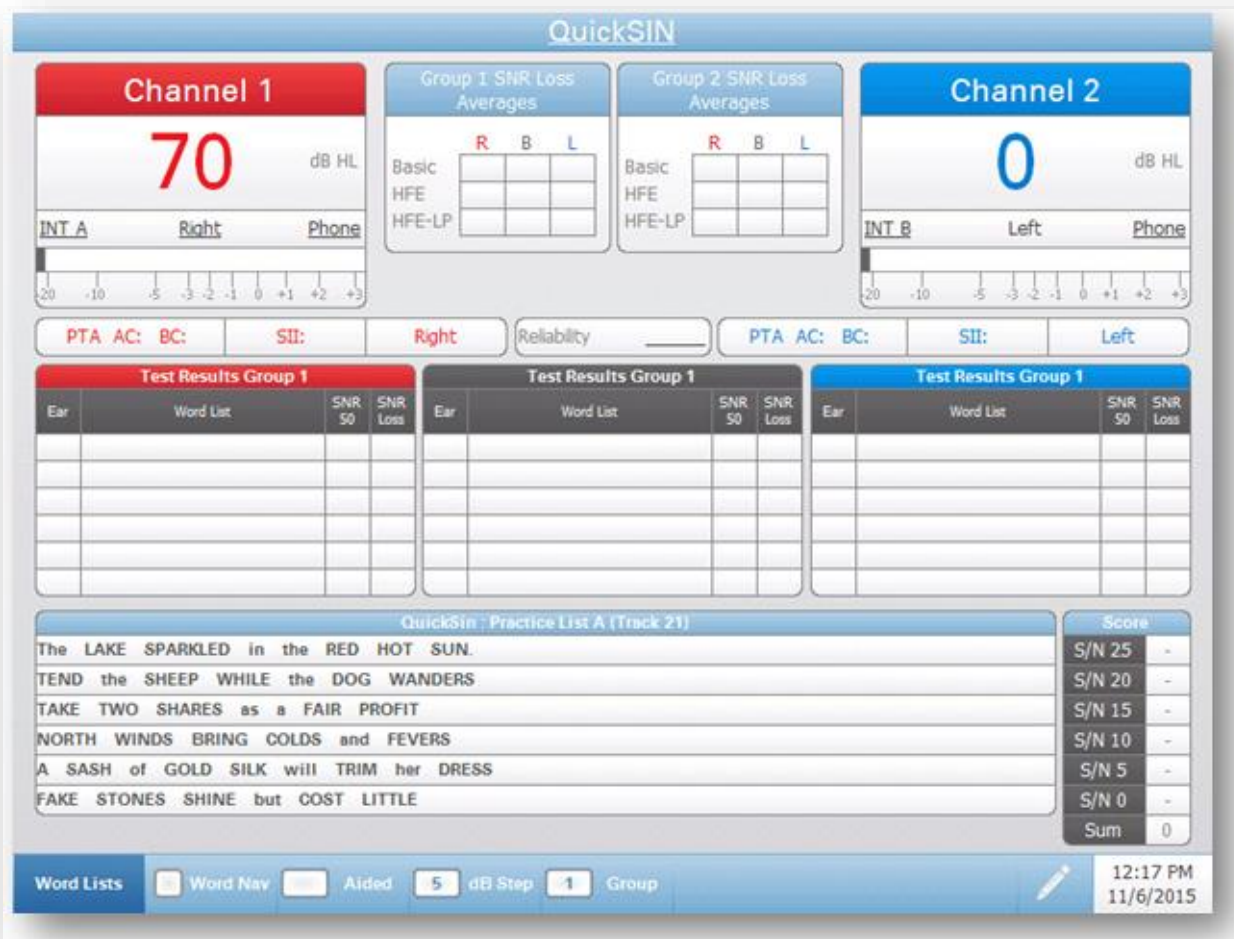 QuickSIN
Channel 1
70 dB HL
INT A Right Phone
-20 -10 -5 -3 -2 -1 0 +1 +2 +3
Group 1 SNR Loss
Averages
R B L
Basic
HFE
HFE-LP
Group 2 SNR Loss
Averages
R B L
Basic
HFE
HFE-LP
Channel 2
0 dB HL
INT B Left Phone
-20 -10 -5 -3 -2 -1 0 +1 +2 +3
PTA AC: BC: SII: Right
Reliability
PTA AC: BC: SII: Left
Test Results Group 1
Ear Word List SNR 50 SNR Loss
Test Results Group 1
Ear Word List SNR 50 SNR Loss
Test Results Group 1
Ear Word List SNR 50 SNR Loss
QuickSin : Practice List A (Track 21)
The LAKE SPARKLED in the RED HOT SUN.
TEND the SHEEP WHILE the DOG WANDERS
TAKE TWO SHARES as a FAIR PROFIT
NORTH WINDS BRING COLDS and FEVERS
A SASH of GOLD SILK will TRIM her DRESS
FAKE STONES SHINE but COST LITTLE
Score
S/N 25 -
S/N 20 -
S/N 15 -
S/N 10 -
S/N 5 -
S/N 0 -
Sum 0
Word Lists Word Nav Aided 5 dB Step 1 Group
12:17 PM
11/6/2015